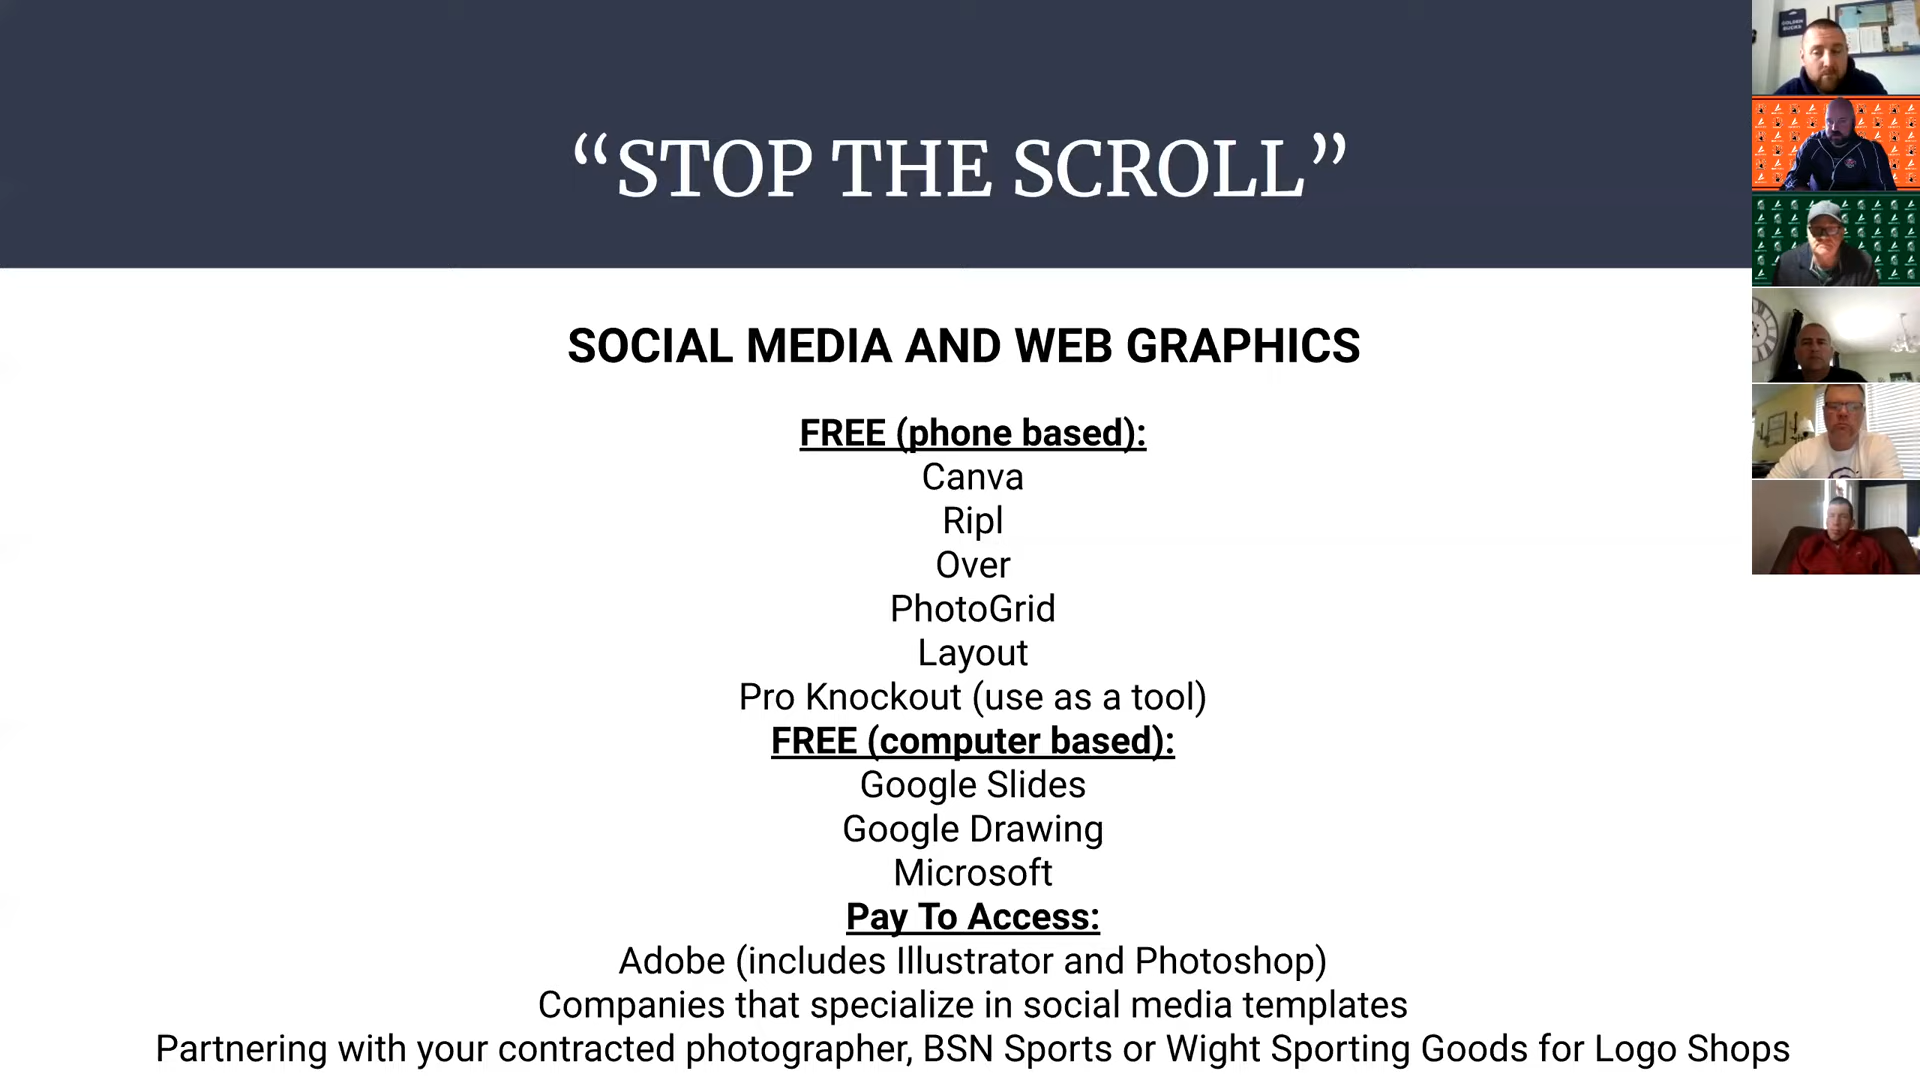 “STOP THE SCROLL”
SOCIAL MEDIA AND WEB GRAPHICS
FREE (phone based):
Canva
Ripl
Over
PhotoGrid
Layout
Pro Knockout (use as a tool)
FREE (computer based):
Google Slides
Google Drawing
Microsoft
Pay To Access:
Adobe (includes Illustrator and Photoshop)
Companies that specialize in social media templates
Partnering with your contracted photographer, BSN Sports or Wight Sporting Goods for Logo Shops
GOLDEN
BUCKS